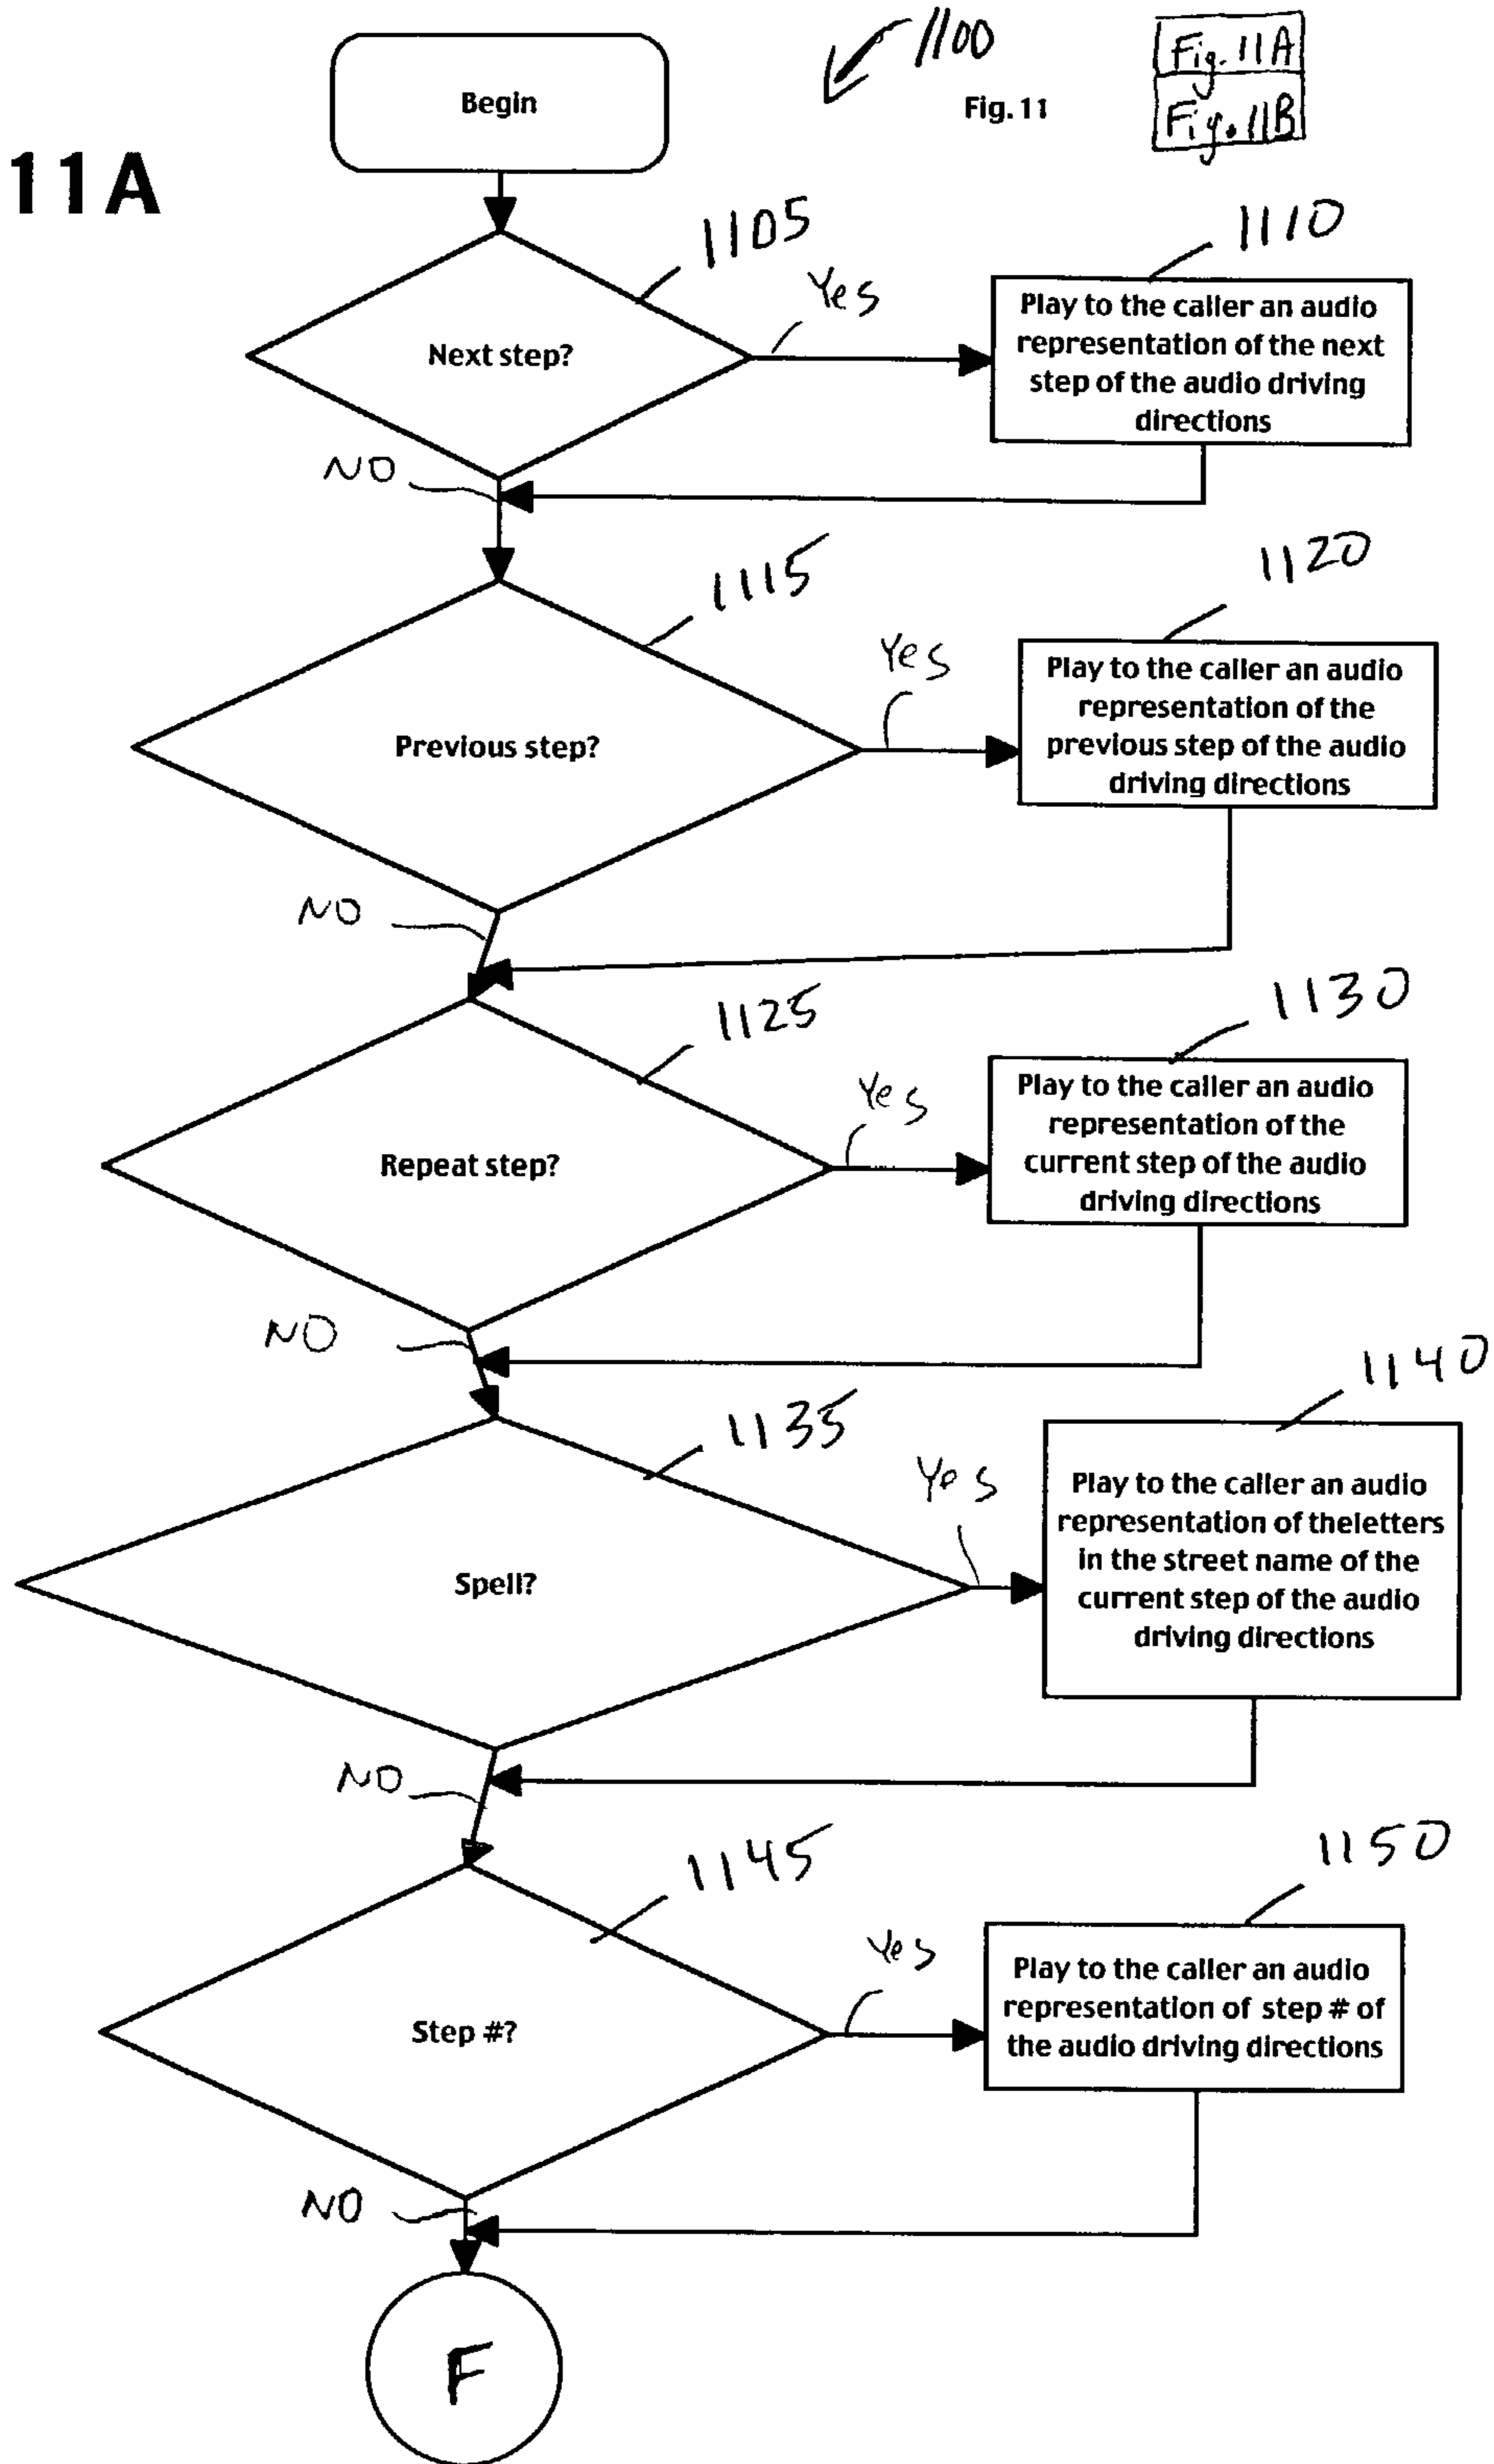 1100
Fig. 11A
Fig. 11
Fig. 11B
Begin
11A
1105
1110
Yes
Next step?
Play to the caller an audio
representation of the next
step of the audio driving
directions
NO
1115
1120
Yes
Previous step?
Play to the caller an audio
representation of the
previous step of the audio
driving directions
NO
1125
1130
Yes
Repeat step?
Play to the caller an audio
representation of the
current step of the audio
driving directions
NO
1135
1140
Yes
Spell?
Play to the caller an audio
representation of theletters
in the street name of the
current step of the audio
driving directions
NO
1145
1150
Yes
Step #?
Play to the caller an audio
representation of step # of
the audio driving directions
NO
F